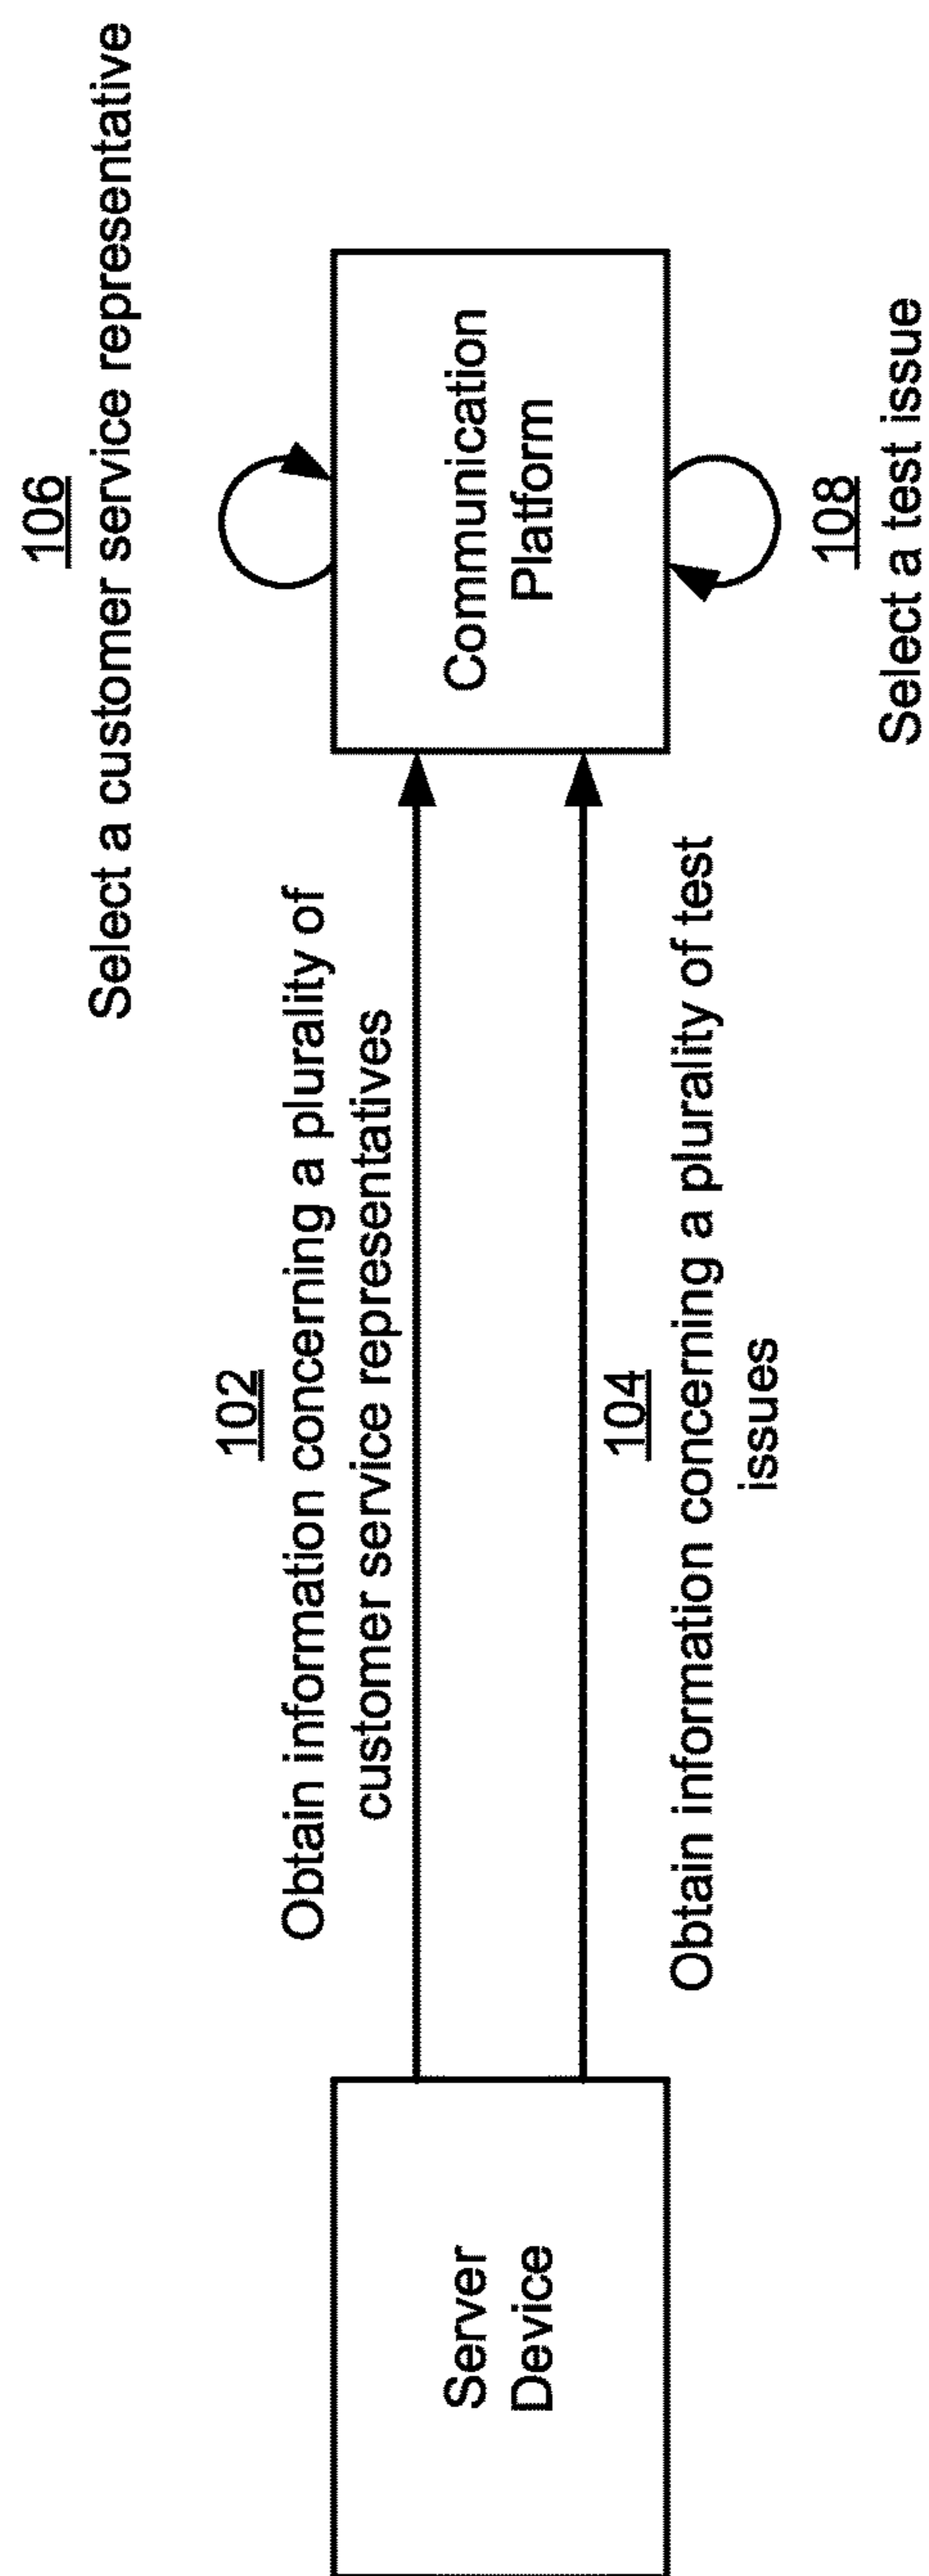 106
Select a customer service representative
102
Obtain information concerning a plurality of
customer service representatives
Server
Device
Communication
Platform
104
Obtain information concerning a plurality of test
issues
108
Select a test issue